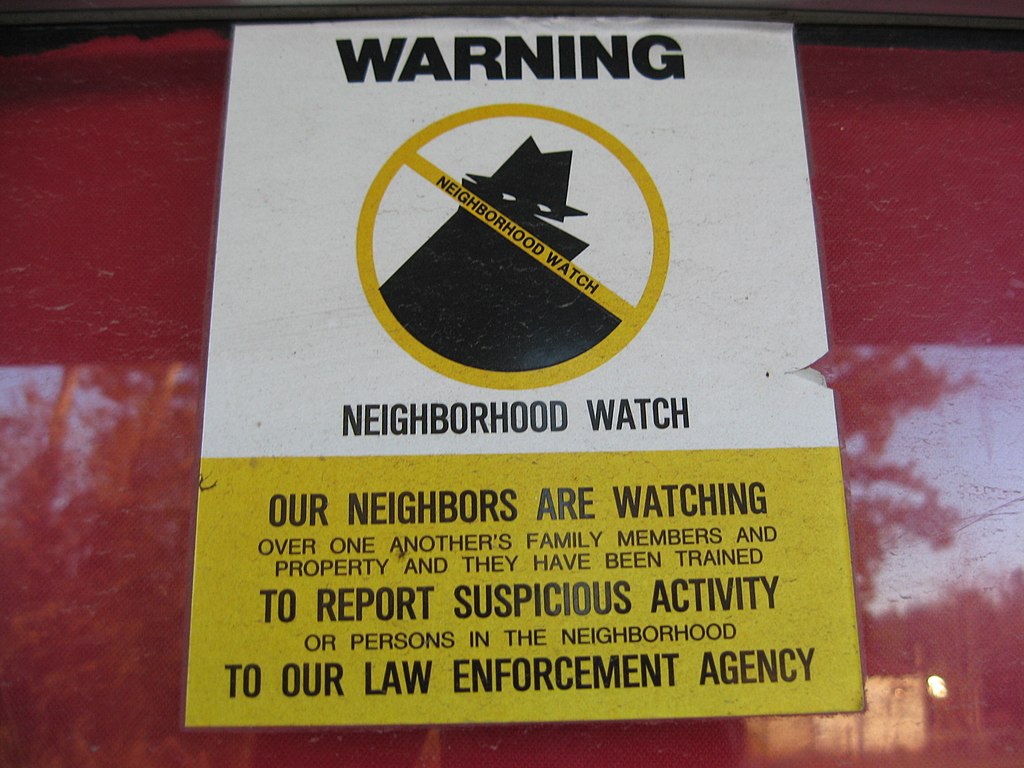 WARNING
NEIGHBORHOOD WATCH
NEIGHBORHOOD WATCH
OUR NEIGHBORS ARE WATCHING
OVER ONE ANOTHER'S FAMILY MEMBERS AND
PROPERTY AND THEY HAVE BEEN TRAINED
TO REPORT SUSPICIOUS ACTIVITY
OR PERSONS IN THE NEIGHBORHOOD
TO OUR LAW ENFORCEMENT AGENCY